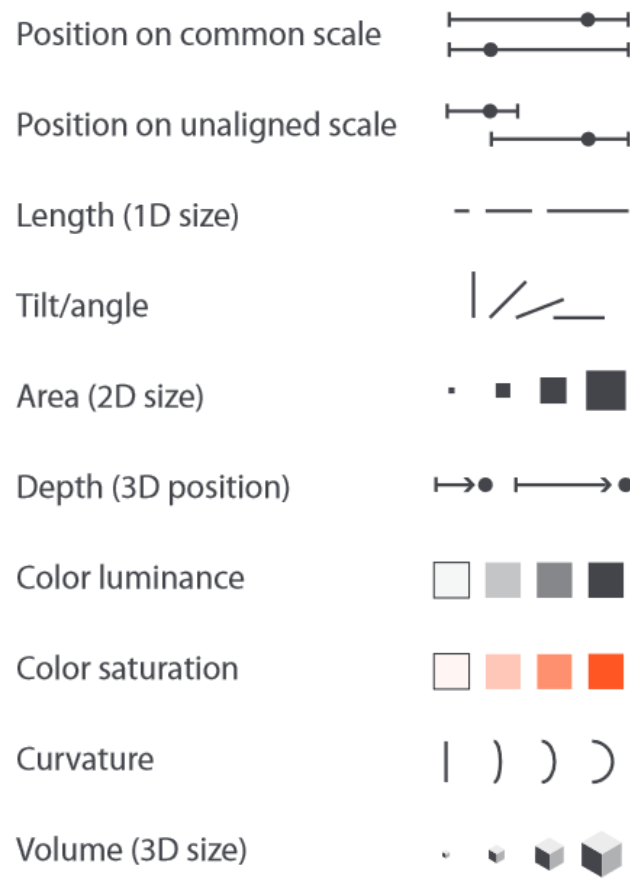 Position on common scale
Position on unaligned scale
Length (1D size)
Tilt/angle
Area (2D size)
Depth (3D position)
Color luminance
Color saturation
Curvature
Volume (3D size)